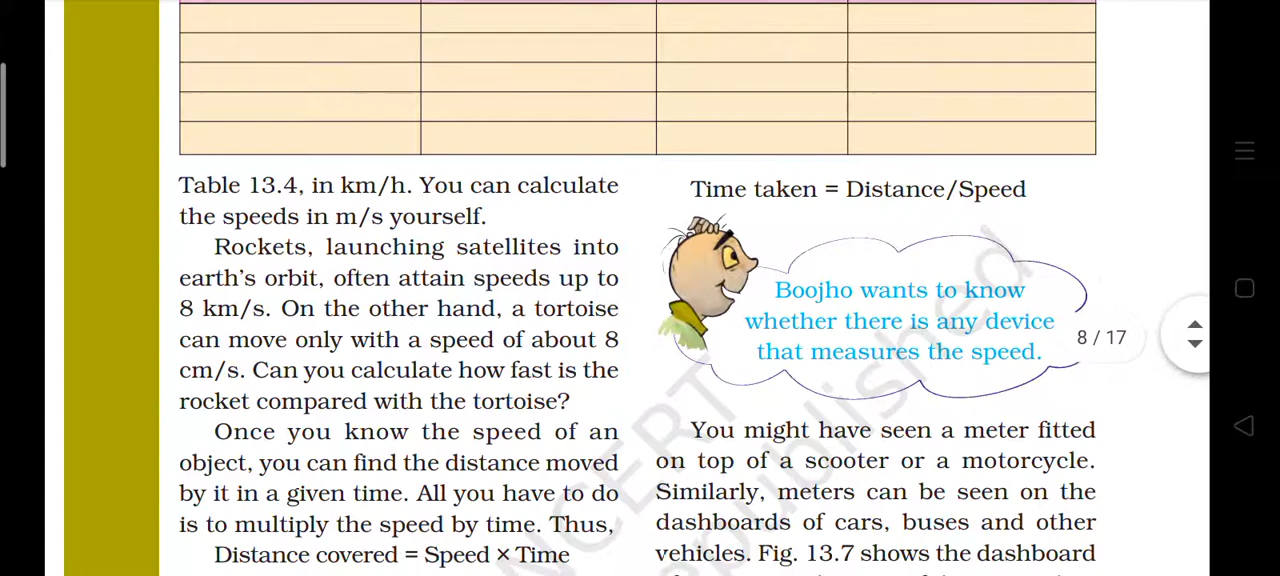 Table 13.4, in km/h. You can calculate
the speeds in m/s yourself.
Rockets, launching satellites into
earth's orbit, often attain speeds up to
8 km/s. On the other hand, a tortoise
can move only with a speed of about 8
cm/s. Can you calculate how fast is the
rocket compared with the tortoise?
Once you know the speed of an
object, you can find the distance moved
by it in a given time. All you have to do
is to multiply the speed by time. Thus,
Distance covered = Speed × Time
Time taken = Distance/Speed
Boojho wants to know
whether there is any device
that measures the speed.
8 / 17
You might have seen a meter fitted
on top of a scooter or a motorcycle.
Similarly, meters can be seen on the
dashboards of cars, buses and other
vehicles. Fig. 13.7 shows the dashboard
NCERT
republished